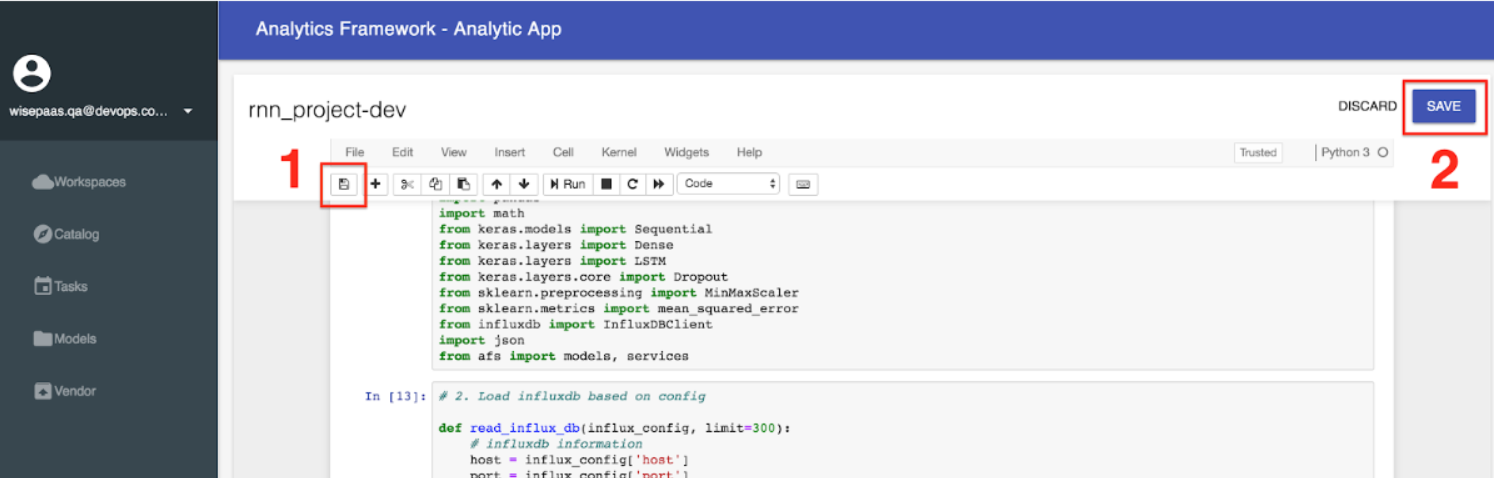 Analytics Framework - Analytic App
wisepaas.qa@devops.co...
Workspaces
Catalog
Tasks
Models
Vendor
rnn_project-dev
DISCARD
SAVE
1
2
File Edit View Insert Cell Kernel Widgets Help
Trusted
Python 3
Run
Code
import pandas
import math
from keras.models import Sequential
from keras.layers import Dense
from keras.layers import LSTM
from keras.layers.core import Dropout
from sklearn.preprocessing import MinMaxScaler
from sklearn.metrics import mean_squared_error
from influxdb import InfluxDBClient
import json
from afs import models, services
In [13]:
# 2. Load influxdb based on config
def read_influx_db(influx_config, limit=300):
# influxdb information
host = influx_config['host']
port = influx_config['port']